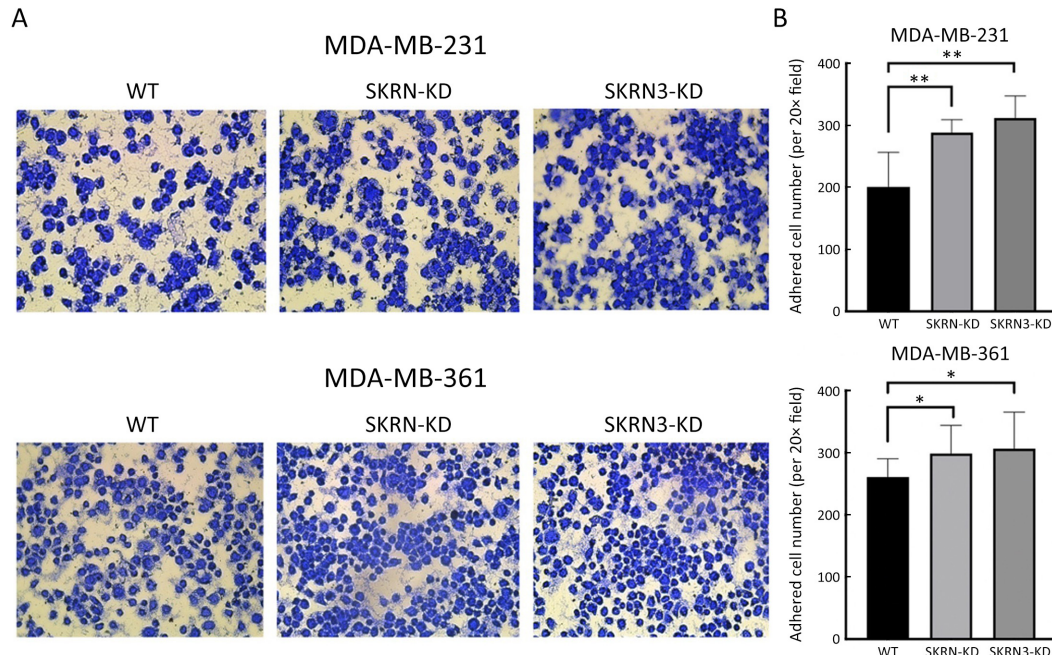 A
MDA-MB-231
WT SKRN-KD SKRN3-KD
MDA-MB-361
WT SKRN-KD SKRN3-KD
B
MDA-MB-231
Adhered cell number (per 20× field)
400
300
200
100
0
**
**
WT SKRN-KD SKRN3-KD
MDA-MB-361
Adhered cell number (per 20× field)
400
300
200
100
0
*
*
WT SKRN-KD SKRN3-KD